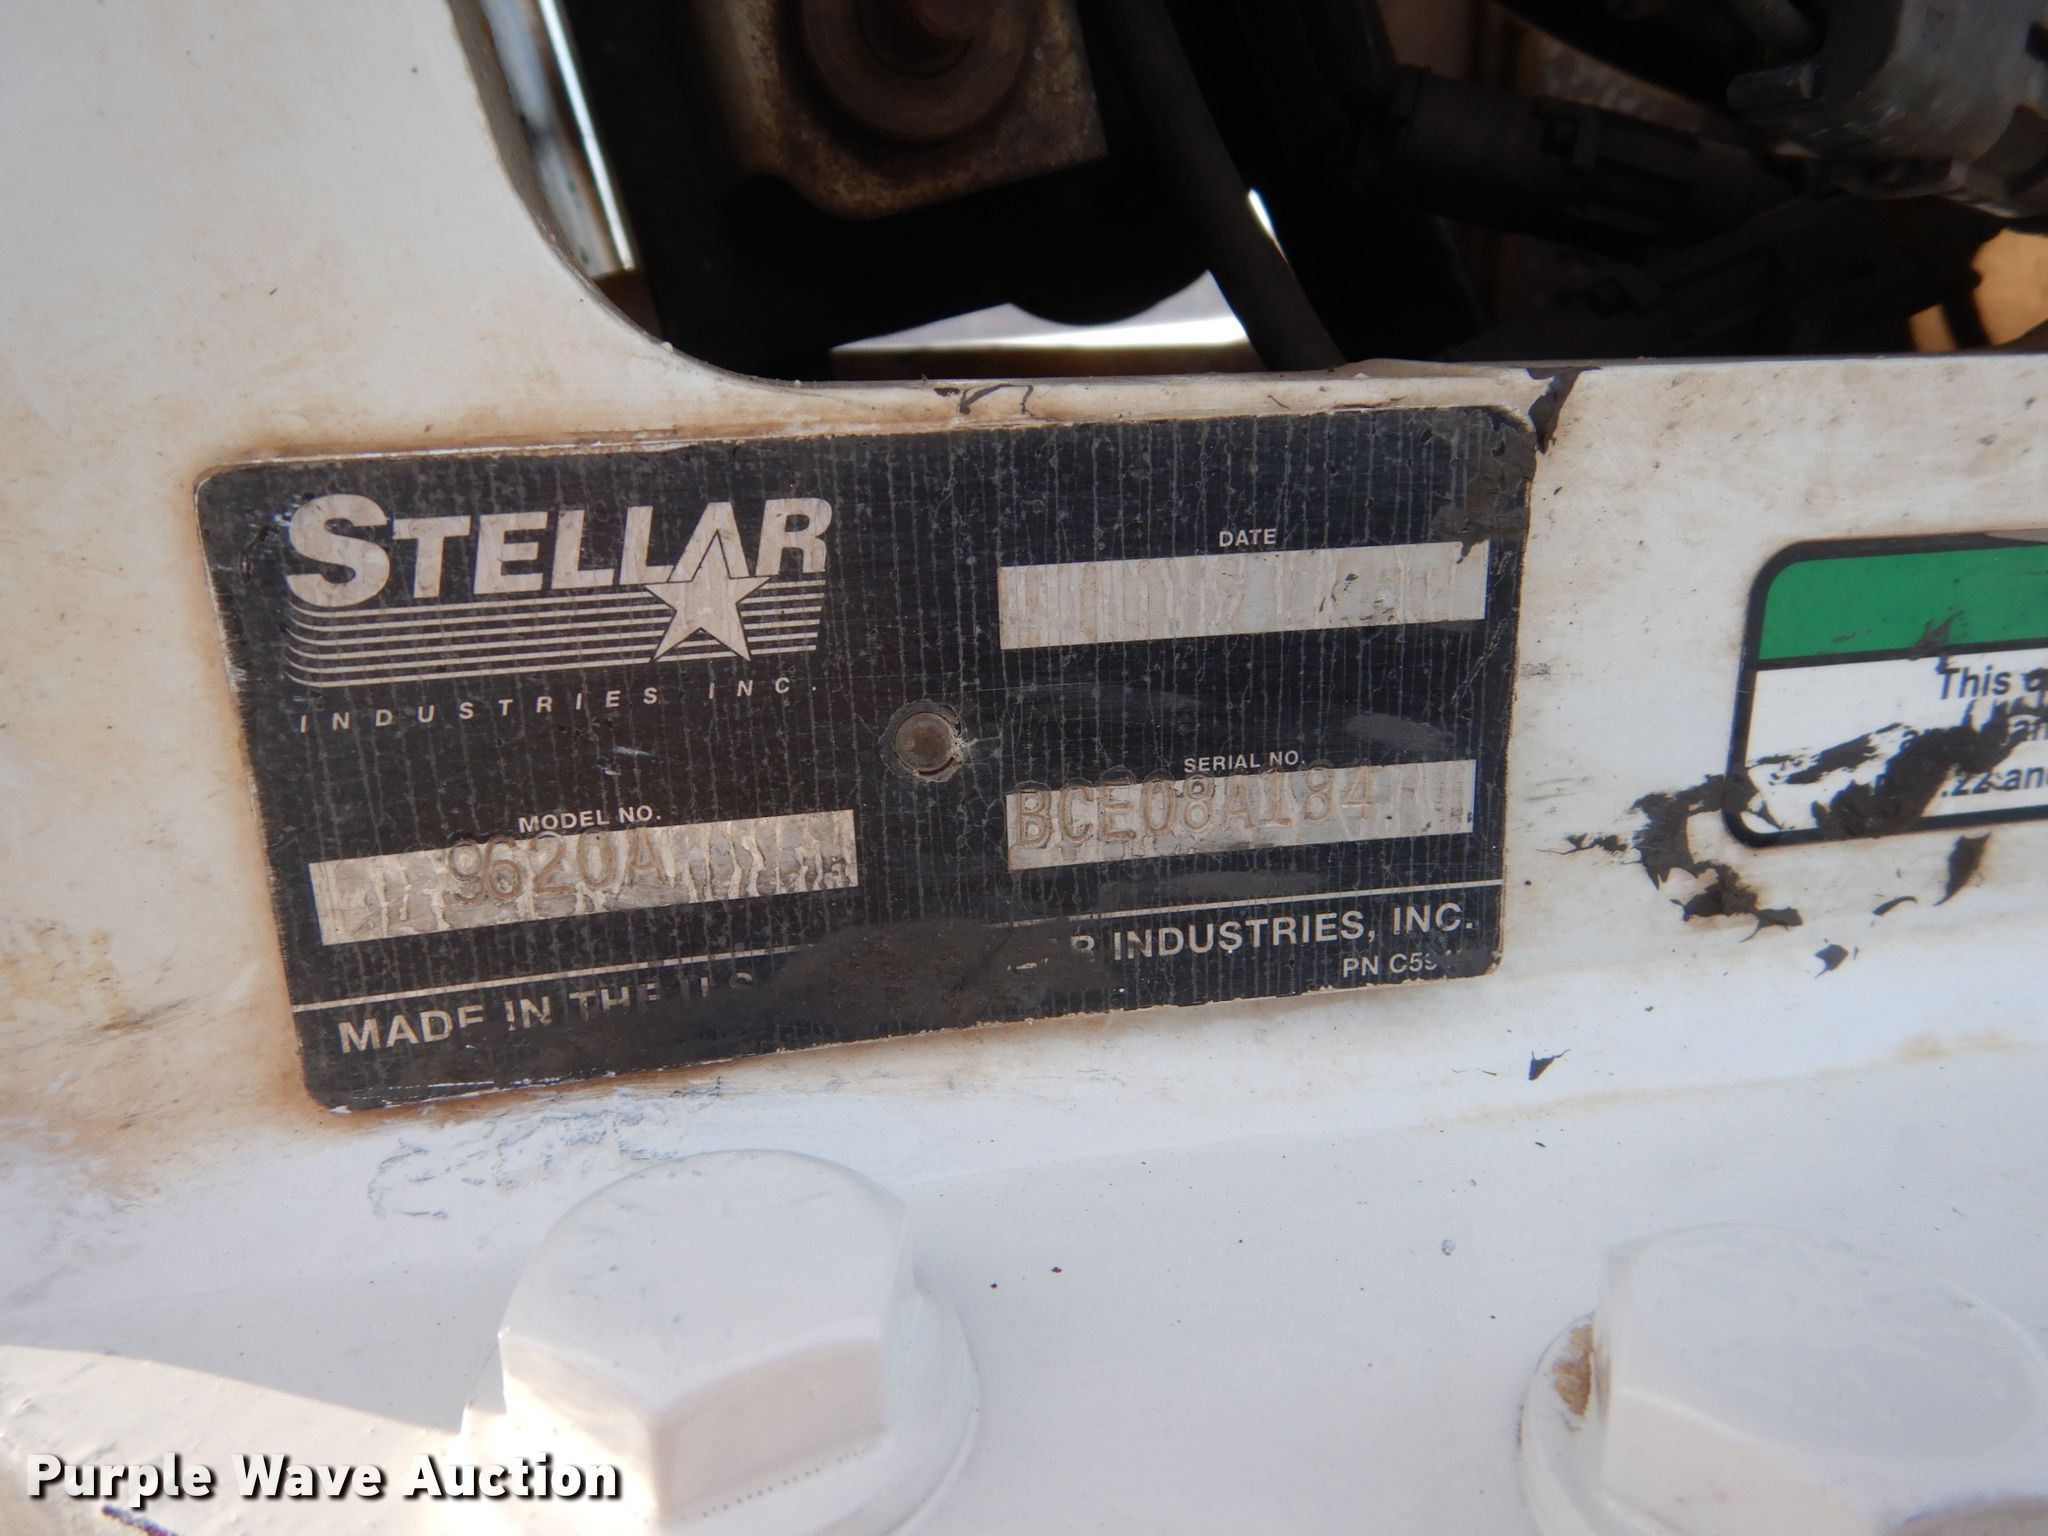 STELLAR
INDUSTRIES INC.
DATE
MODEL NO.
9620A
SERIAL NO.
BCE08A184
MADE IN THE U.S.
INDUSTRIES, INC.
PN
This
and
Purple Wave Auction